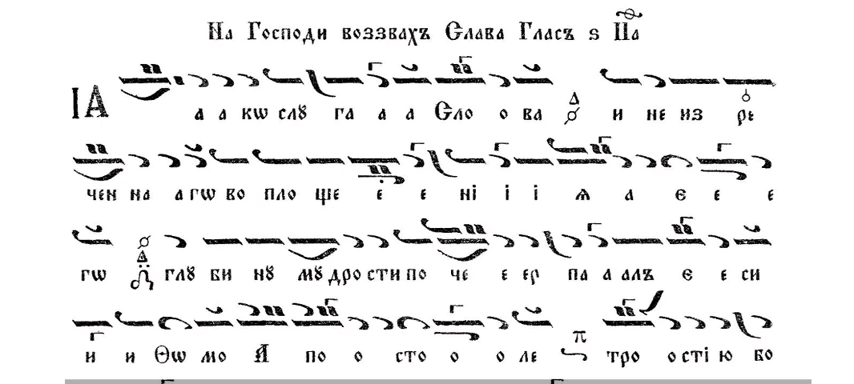 На Господи воззвахъ Слава Гласъ ѕ Па
ІА а а кѡ слꙋ га а а Сло о ва и не из ре
чен на а гѡ во пло ще е е ні і і ѧ а Є е е
гѡ глꙋ би нꙋ мꙋ дро сти по че е ер па а алъ є е си
и и Ѳѡ мо А по о сто о о ле π тро о сті ю во